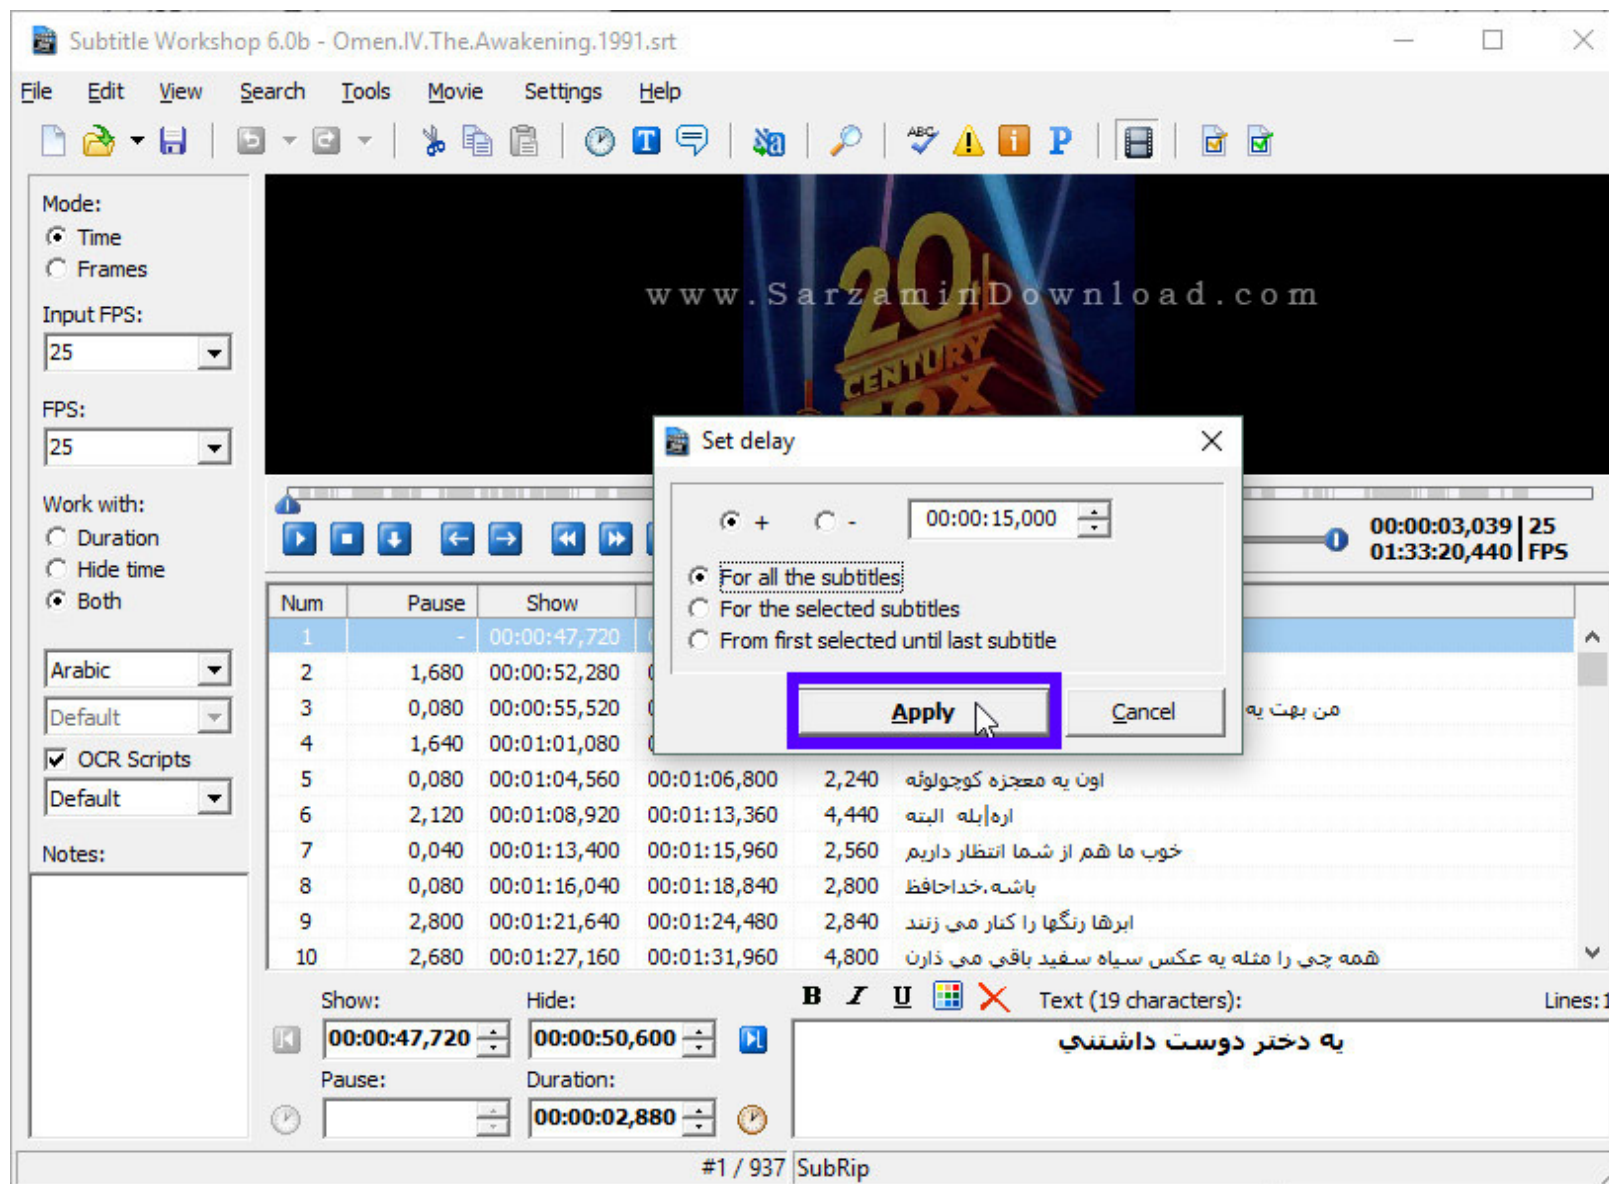 Subtitle Workshop 6.0b - Omen.IV.The.Awakening.1991.srt
File Edit View Search Tools Movie Settings Help
T ABC a i P
Mode:
Time
Frames
Input FPS:
25
FPS:
25
Work with:
Duration
Hide time
Both
Arabic
Default
OCR Scripts
Default
Notes:
20
CENTURY
FOX
www.SarzaminDownload.com
Set delay
+ - 00:00:15,000
For all the subtitles
For the selected subtitles
From first selected until last subtitle
Apply Cancel
00:00:03,039 25
01:33:20,440 FPS
Num Pause Show
1 - 00:00:47,720
2 1,680 00:00:52,280
3 0,080 00:00:55,520 من بهت یه
4 1,640 00:01:01,080
5 0,080 00:01:04,560 00:01:06,800 2,240 اون یه معجزه کوچولوئه
6 2,120 00:01:08,920 00:01:13,360 4,440 اره|بله البته
7 0,040 00:01:13,400 00:01:15,960 2,560 خوب ما هم از شما انتظار داریم
8 0,080 00:01:16,040 00:01:18,840 2,800 باشه.خداحافظ
9 2,800 00:01:21,640 00:01:24,480 2,840 ابرها رنگها را کنار می زنند
10 2,680 00:01:27,160 00:01:31,960 4,800 همه چی را مثله یه عکس سیاه سفید باقی می ذارن
Show: Hide: B I U Text (19 characters): Lines:1
00:00:47,720 00:00:50,600
Pause: Duration:
00:00:02,880
یه دختر دوست داشتني
#1 / 937 SubRip